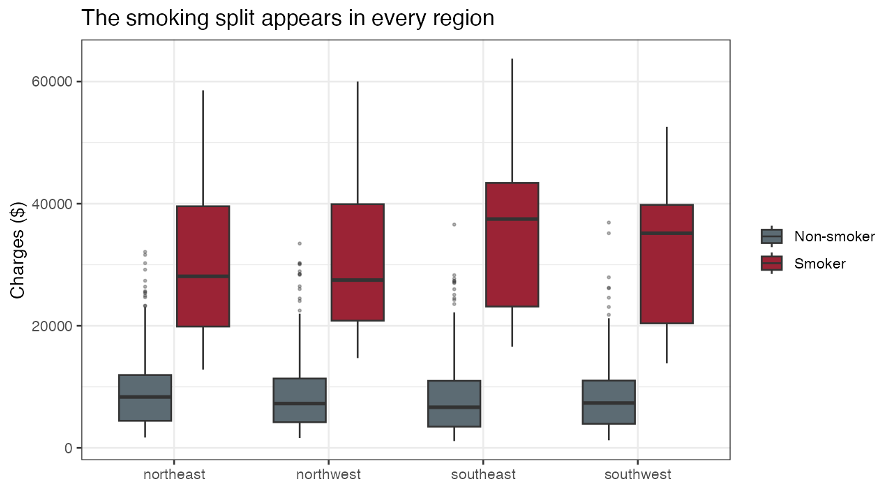 The smoking split appears in every region
Charges ($)
60000
40000
20000
0
northeast
northwest
southeast
southwest
Non-smoker
Smoker